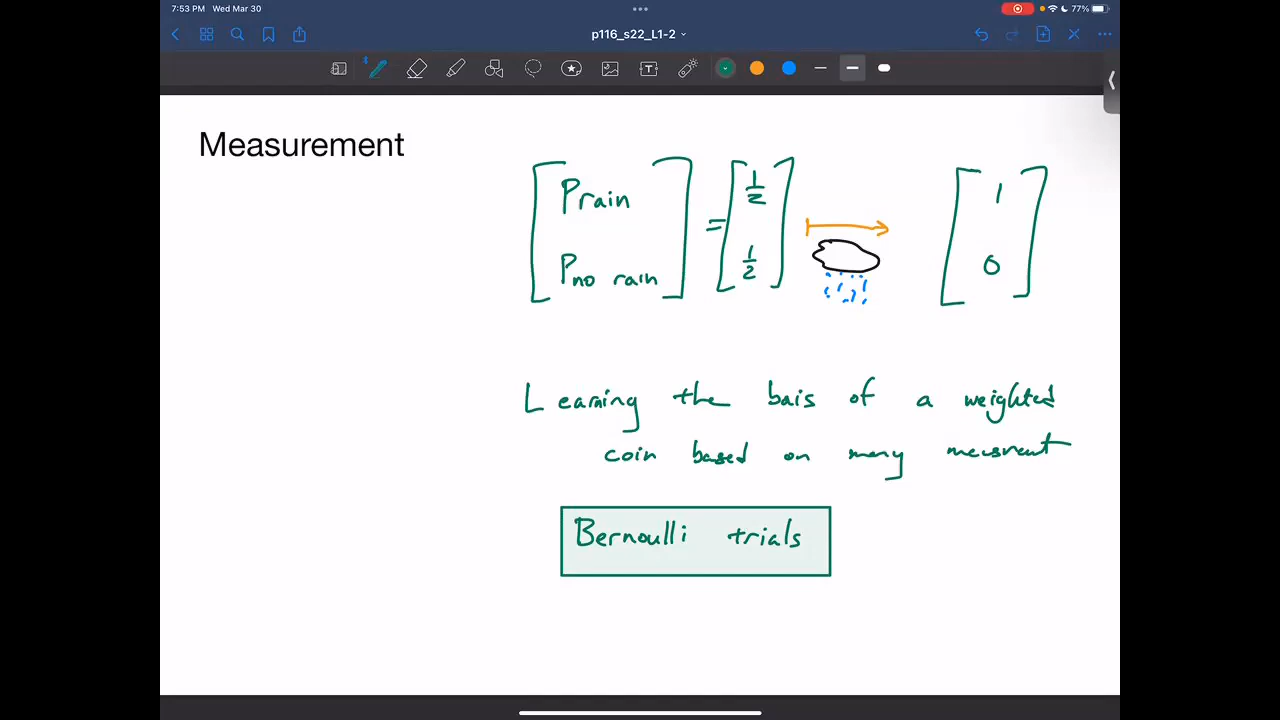 7:53 PM Wed Mar 30
77%
p116_s22_L1-2
T
Measurement
Prain
Pno rain
=
1/2
1/2
1
0
Learning the bais of a weighted
coin based on many
Bernoulli trials